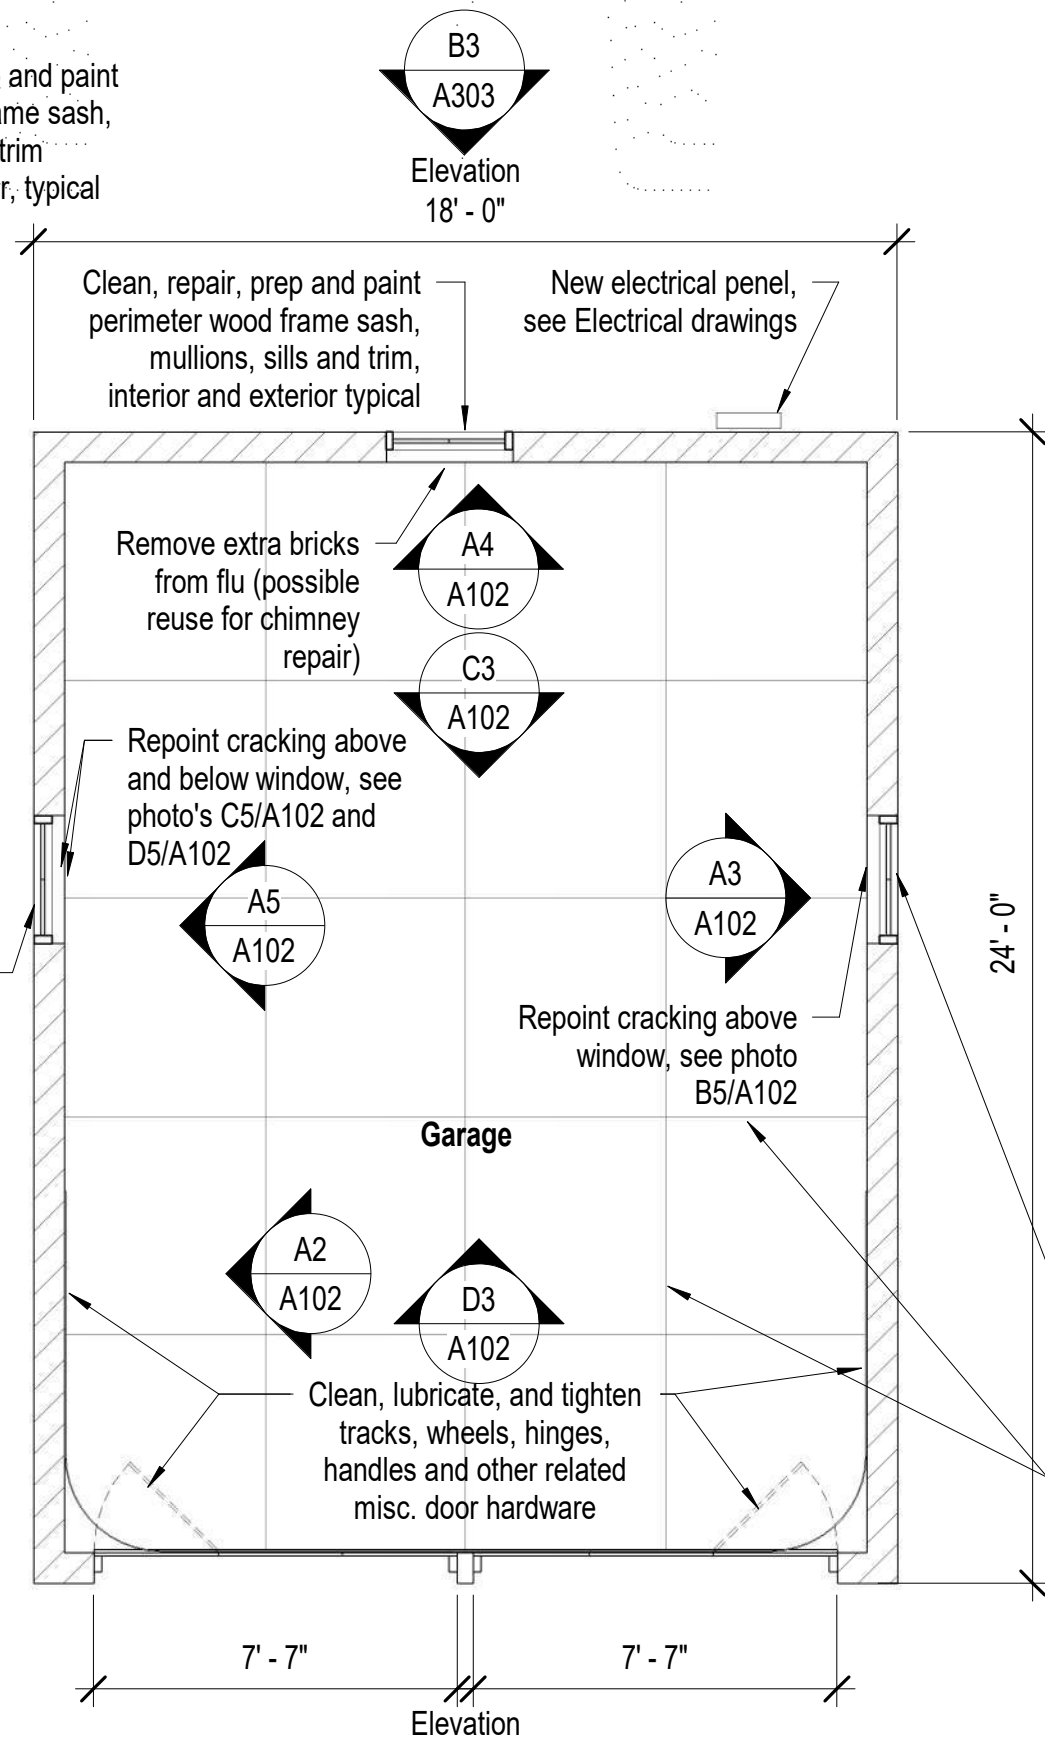 B3
A303
Elevation
18' - 0"
and paint
ame sash,
trim
r, typical
Clean, repair, prep and paint
perimeter wood frame sash,
mullions, sills and trim,
interior and exterior typical
New electrical penel,
see Electrical drawings
Remove extra bricks
from flu (possible
reuse for chimney
repair)
A4
A102
C3
A102
Repoint cracking above
and below window, see
photo's C5/A102 and
D5/A102
A5
A102
A3
A102
24' - 0"
Repoint cracking above
window, see photo
B5/A102
Garage
A2
A102
D3
A102
Clean, lubricate, and tighten
tracks, wheels, hinges,
handles and other related
misc. door hardware
7' - 7"
7' - 7"
Elevation